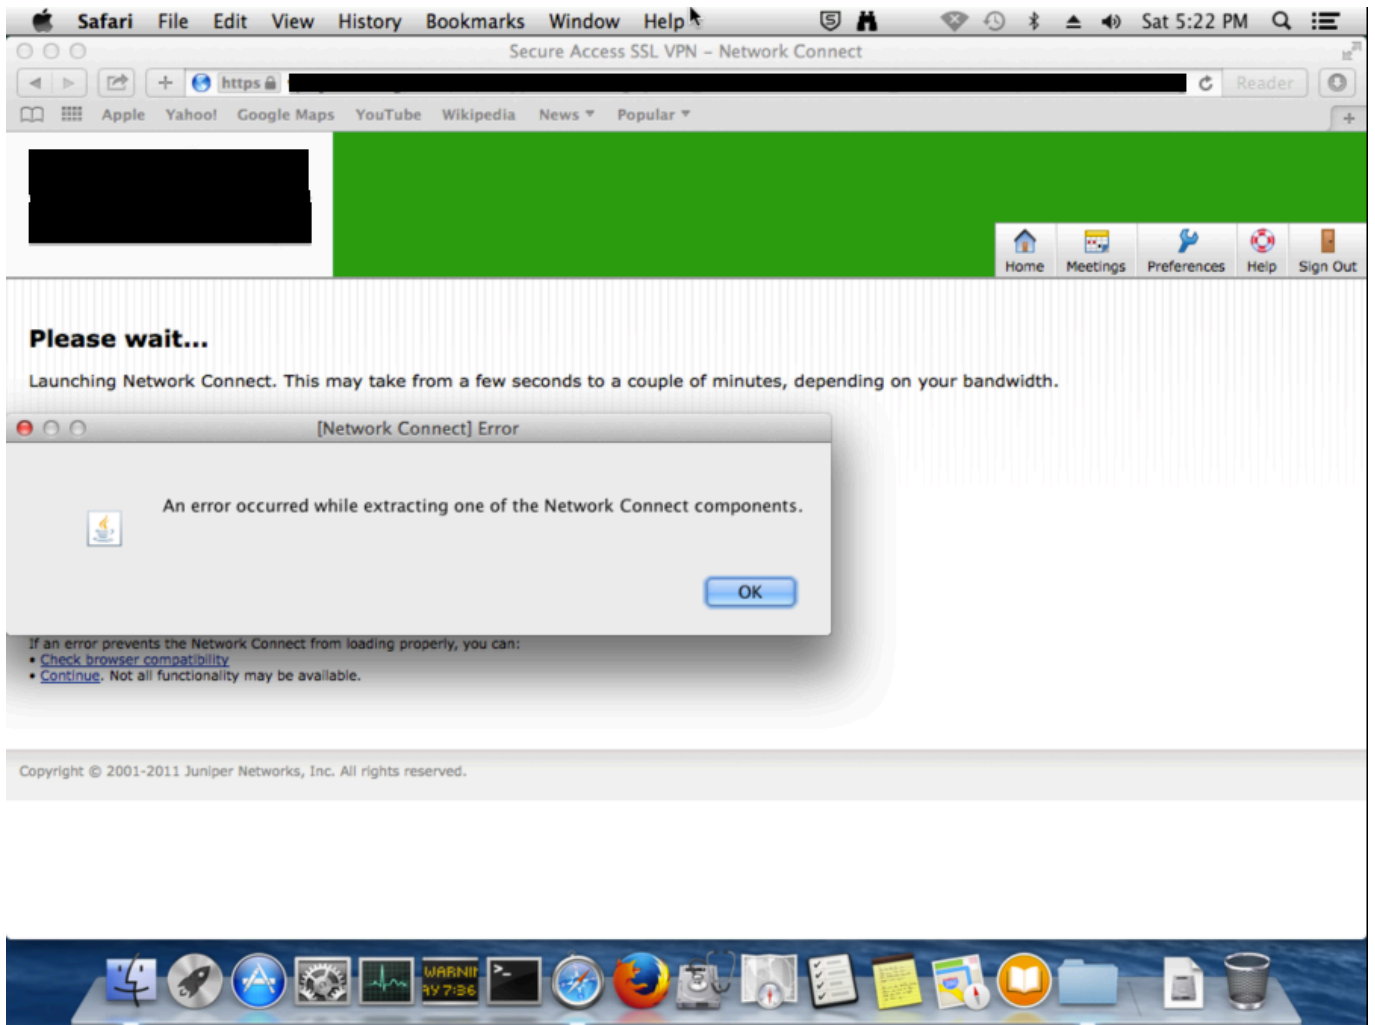 Safari File Edit View History Bookmarks Window Help Sat 5:22 PM
Secure Access SSL VPN – Network Connect
https Reader
Apple Yahoo! Google Maps YouTube Wikipedia News Popular
Home Meetings Preferences Help Sign Out
Please wait...
Launching Network Connect. This may take from a few seconds to a couple of minutes, depending on your bandwidth.
[Network Connect] Error
An error occurred while extracting one of the Network Connect components.
OK
If an error prevents the Network Connect from loading properly, you can:
• Check browser compatibility
• Continue. Not all functionality may be available.
Copyright © 2001-2011 Juniper Networks, Inc. All rights reserved.
WARNIN
AY 7:36